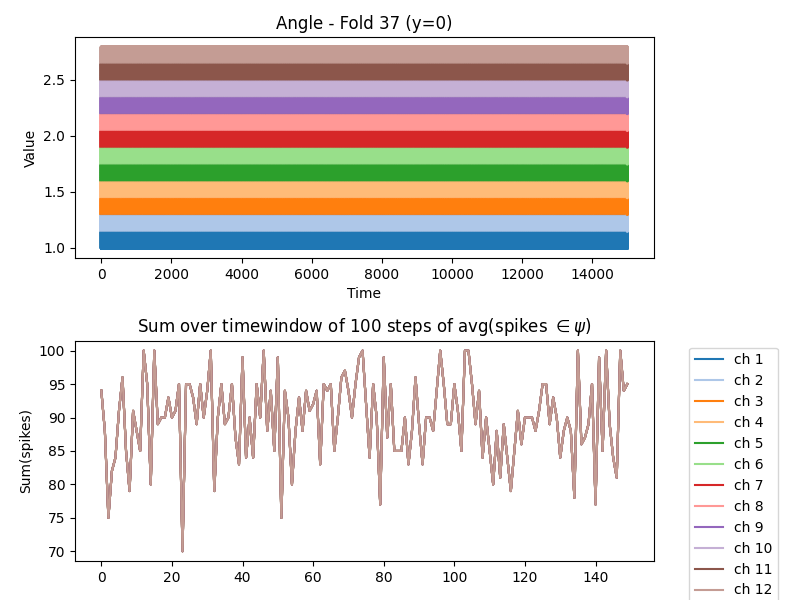 Angle - Fold 37 (y=0)
2.5
2.0
1.5
1.0
Value
0 2000 4000 6000 8000 10000 12000 14000
Time
Sum over timewindow of 100 steps of avg(spikes ∈ ψ)
100
95
90
85
80
75
70
Sum(spikes)
0 20 40 60 80 100 120 140
ch 1
ch 2
ch 3
ch 4
ch 5
ch 6
ch 7
ch 8
ch 9
ch 10
ch 11
ch 12